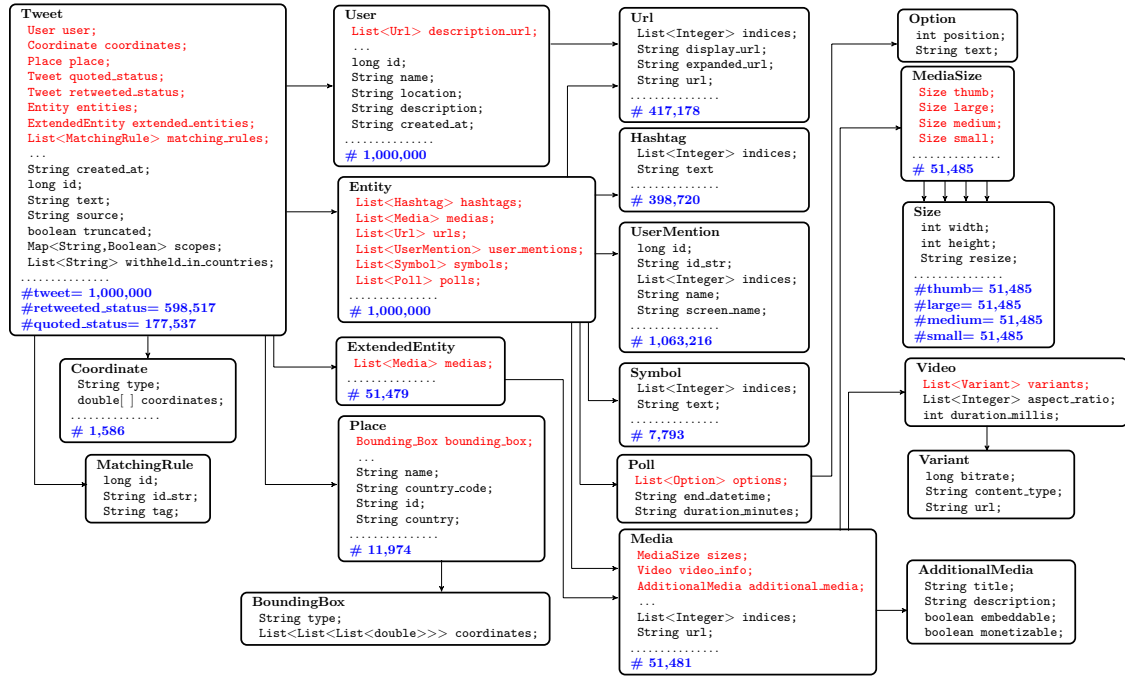 Tweet
User user;
Coordinate coordinates;
Place place;
Tweet quoted_status;
Tweet retweeted_status;
Entity entities;
ExtendedEntity extended_entities;
List<MatchingRule> matching_rules;
...
String created_at;
long id;
String text;
String source;
boolean truncated;
Map<String,Boolean> scopes;
List<String> withheld_in_countries;
.............
#tweet= 1,000,000
#retweeted_status= 598,517
#quoted_status= 177,537
Coordinate
String type;
double[ ] coordinates;
..............
# 1,586
MatchingRule
long id;
String id_str;
String tag;
User
List<Url> description_url;
...
long id;
String name;
String location;
String description;
String created_at;
..............
# 1,000,000
Entity
List<Hashtag> hashtags;
List<Media> medias;
List<Url> urls;
List<UserMention> user_mentions;
List<Symbol> symbols;
List<Poll> polls;
..............
# 1,000,000
ExtendedEntity
List<Media> medias;
..............
# 51,479
Place
Bounding_Box bounding_box;
...
String name;
String country_code;
String id;
String country;
..............
# 11,974
BoundingBox
String type;
List<List<List<double>>> coordinates;
Url
List<Integer> indices;
String display_url;
String expanded_url;
String url;
..............
# 417,178
Hashtag
List<Integer> indices;
String text
..............
# 398,720
UserMention
long id;
String id_str;
List<Integer> indices;
String name;
String screen_name;
..............
# 1,063,216
Symbol
List<Integer> indices;
String text;
..............
# 7,793
Poll
List<Option> options;
String end_datetime;
String duration_minutes;
Media
MediaSize sizes;
Video video_info;
AdditionalMedia additional_media;
...
List<Integer> indices;
String url;
..............
# 51,481
Option
int position;
String text;
MediaSize
Size thumb;
Size large;
Size medium;
Size small;
..............
# 51,485
Size
int width;
int height;
String resize;
..............
#thumb= 51,485
#large= 51,485
#medium= 51,485
#small= 51,485
Video
List<Variant> variants;
List<Integer> aspect_ratio;
int duration_millis;
Variant
long bitrate;
String content_type;
String url;
AdditionalMedia
String title;
String description;
boolean embeddable;
boolean monetizable;